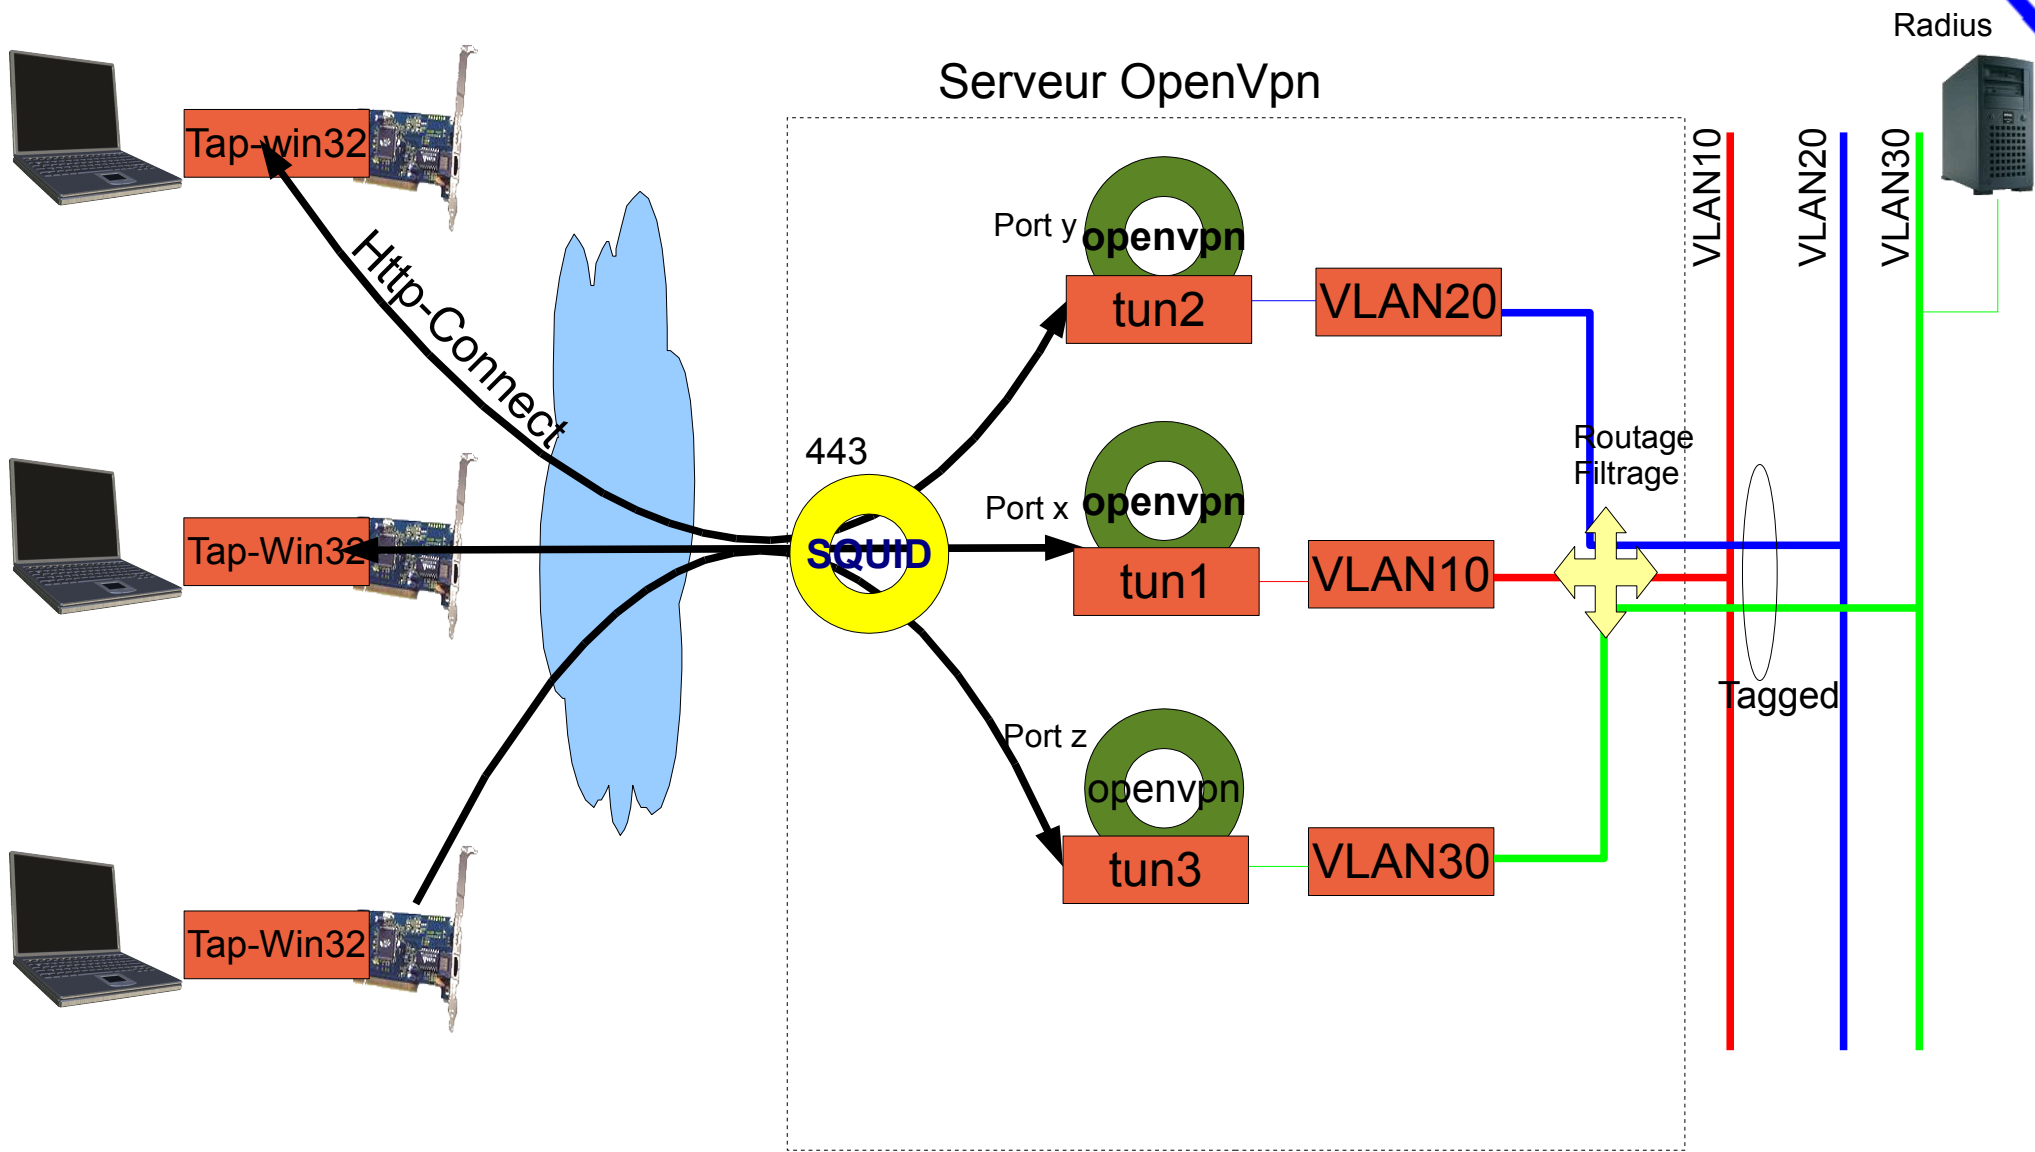 Radius
Serveur OpenVpn
Tap-win32
Http-Connect
VLAN10
VLAN20
VLAN30
Port y
openvpn
tun2
VLAN20
Routage
Filtrage
443
SQUID
Port x
openvpn
Tap-Win32
tun1
VLAN10
Tagged
Port z
openvpn
tun3
VLAN30
Tap-Win32